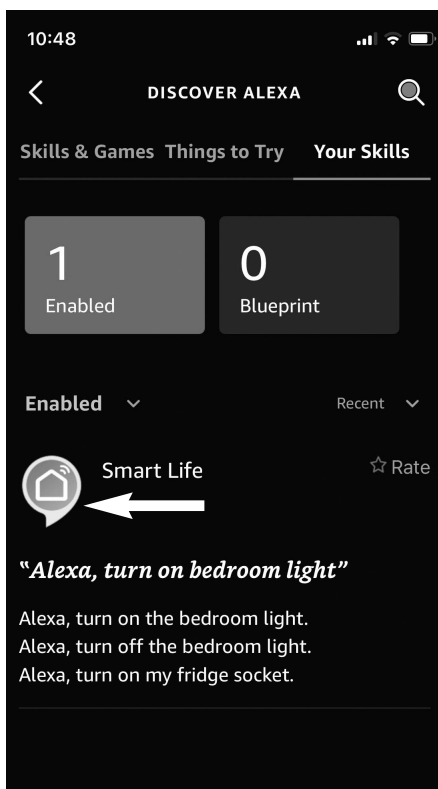 10:48
DISCOVER ALEXA
Skills & Games Things to Try Your Skills
1 0
Enabled Blueprint
Enabled Recent
Smart Life Rate
“Alexa, turn on bedroom light”
Alexa, turn on the bedroom light.
Alexa, turn off the bedroom light.
Alexa, turn on my fridge socket.